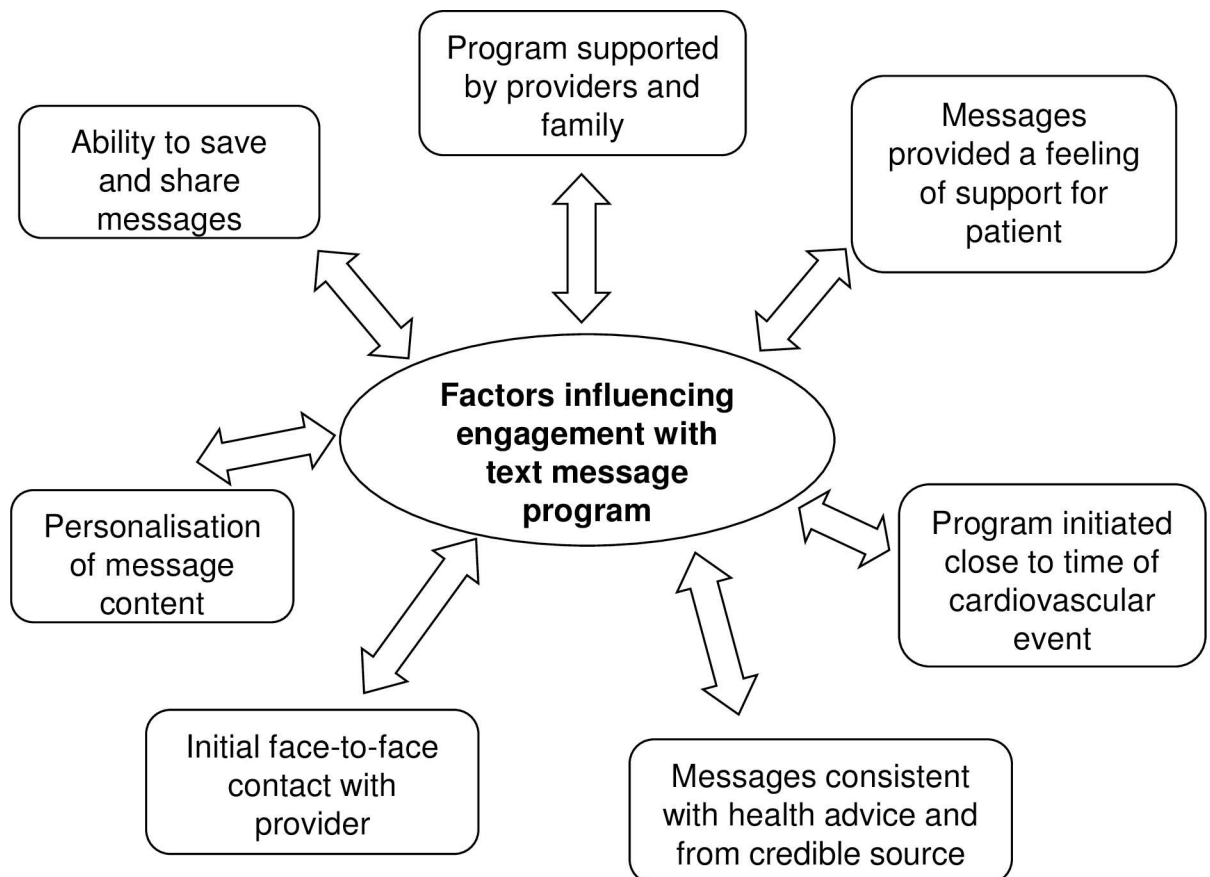 Program supported
by providers and
family
Ability to save
and share
messages
Messages
provided a feeling
of support for
patient
Factors influencing
engagement with
text message
program
Personalisation
of message
content
Program initiated
close to time of
cardiovascular
event
Initial face-to-face
contact with
provider
Messages consistent
with health advice and
from credible source